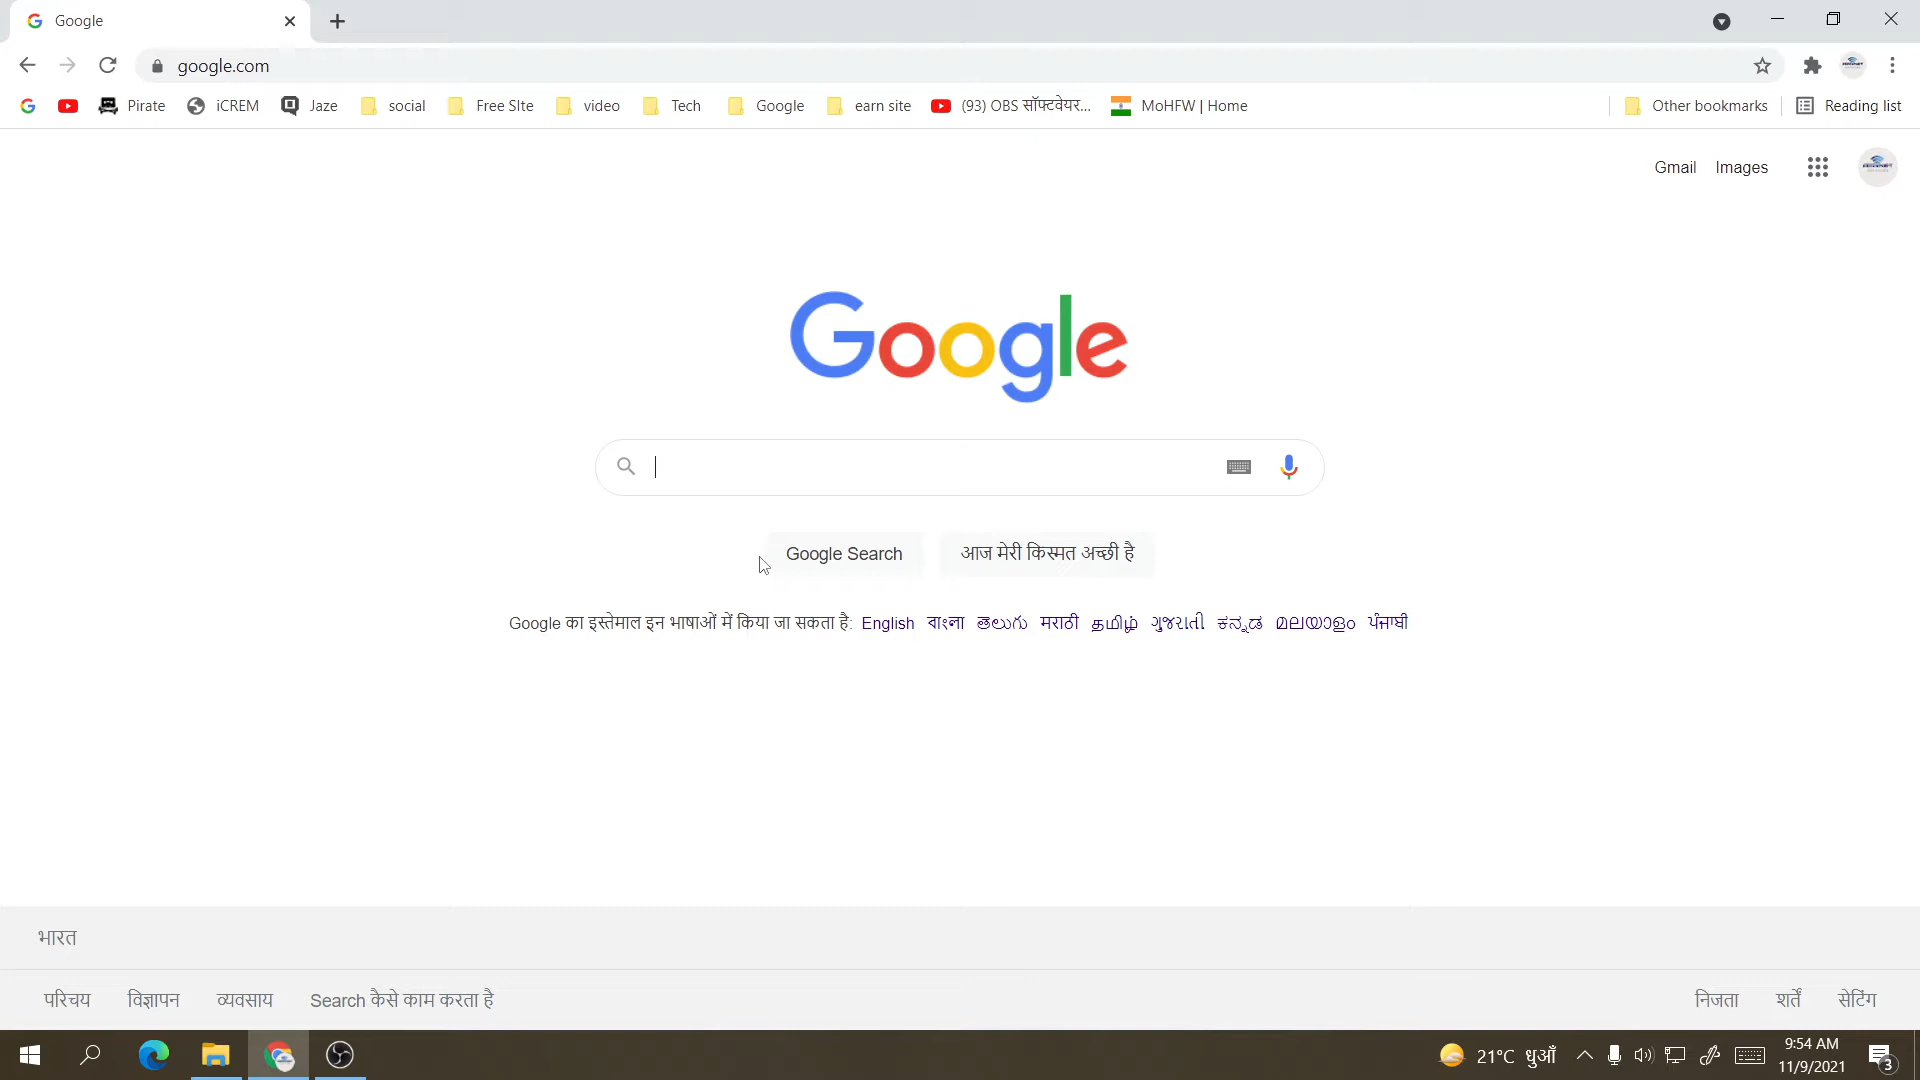 Google
google.com
Pirate iCREM Jaze social Free SIte video Tech Google earn site (93) OBS सॉफ्टवेयर... MoHFW | Home Other bookmarks Reading list
Gmail Images
Google
Google Search आज मेरी किस्मत अच्छी है
Google का इस्तेमाल इन भाषाओं में किया जा सकता है: English বাংলা తెలుగు मराठी தமிழ் ગુજરાતી ಕನ್ನಡ മലയാളം ਪੰਜਾਬੀ
भारत
परिचय विज्ञापन व्यवसाय Search कैसे काम करता है निजता शर्तें सेटिंग
21°C धुआँ 9:54 AM
11/9/2021 3